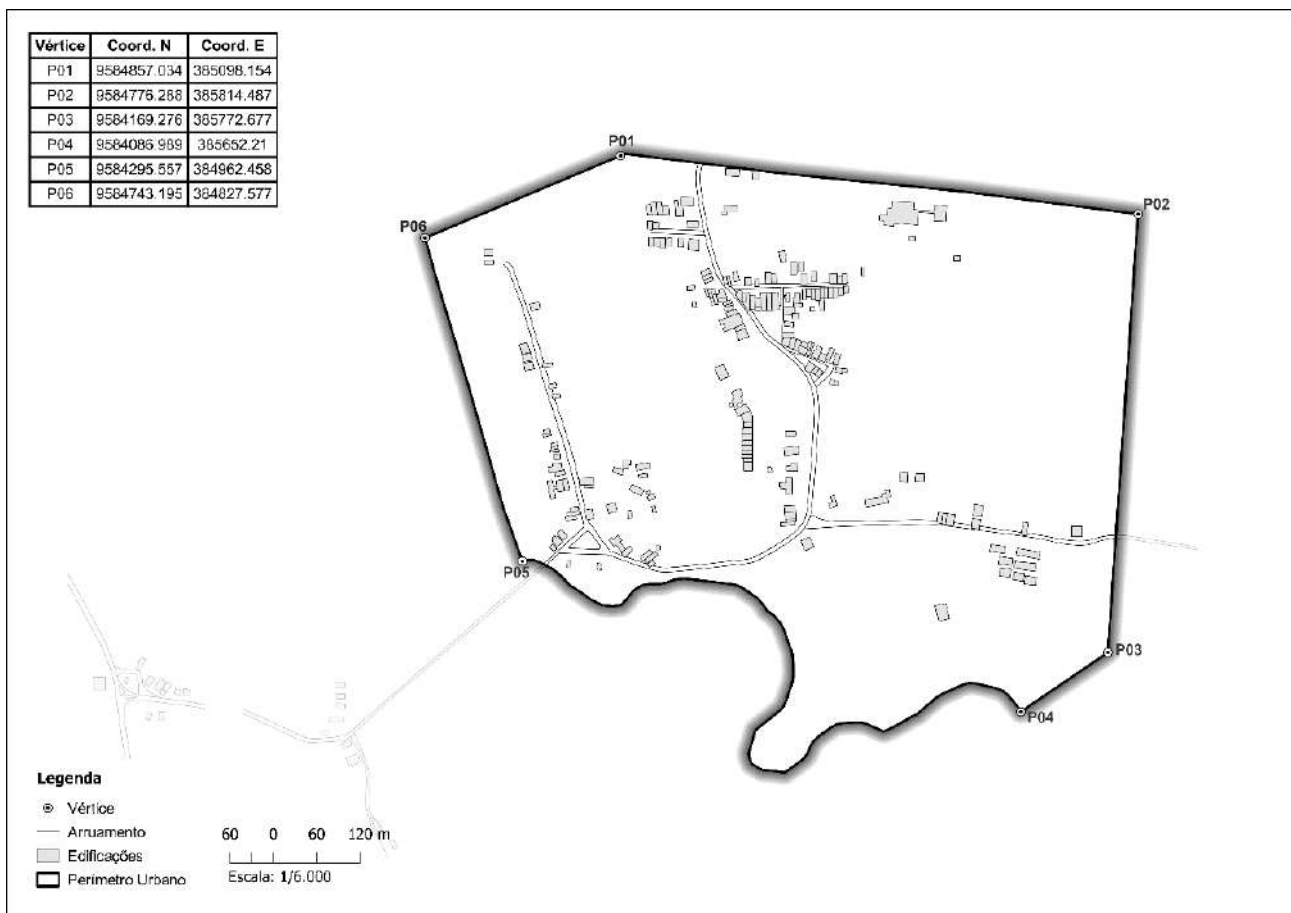 Vértice Coord. N Coord. E
P01 9584857.034 385098.154
P02 9584776.288 385814.487
P03 9584169.276 385772.677
P04 9584086.989 385652.21
P05 9584295.557 384962.458
P06 9584743.195 384827.577
P01
P02
P06
P05
P03
P04
Legenda
Vértice
Arruamento
Edificações
Perímetro Urbano
60 0 60 120 m
Escala: 1/6.000